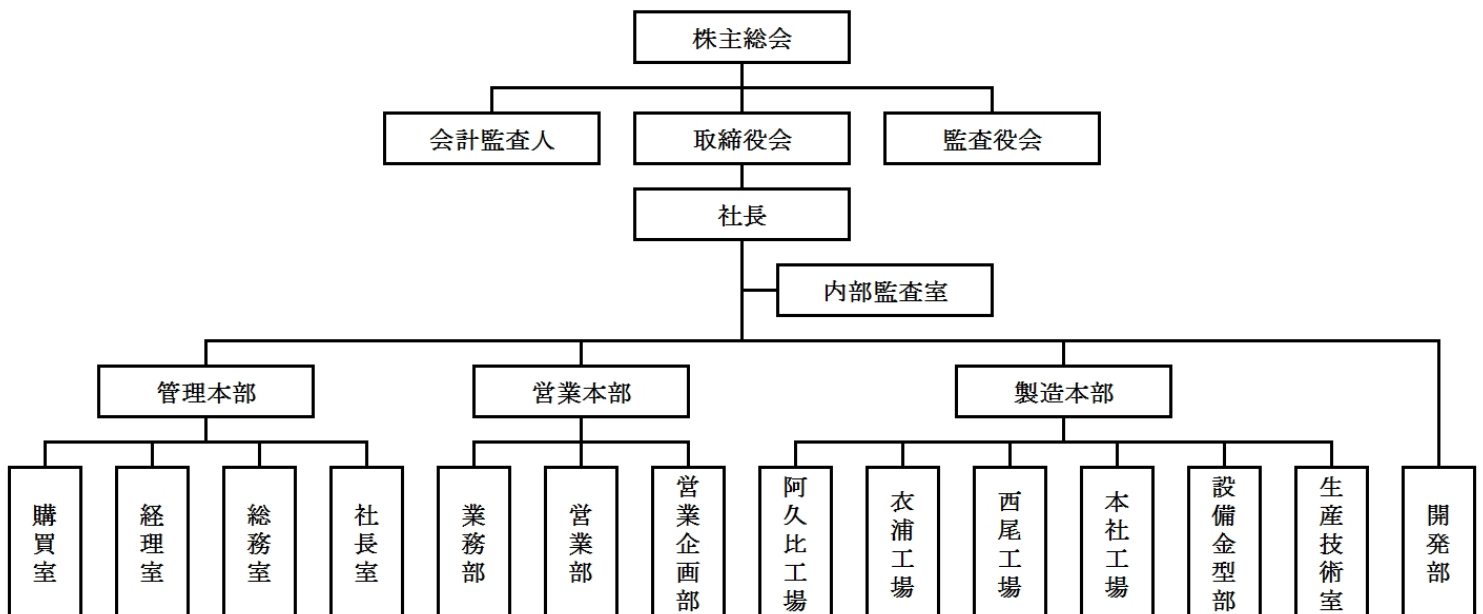 株主総会
会計監査人
取締役会
監査役会
社長
内部監査室
管理本部
営業本部
製造本部
購買室
経理室
総務室
社長室
業務部
営業部
営業企画部
阿久比工場
衣浦工場
西尾工場
本社工場
設備金型部
生産技術室
開発部